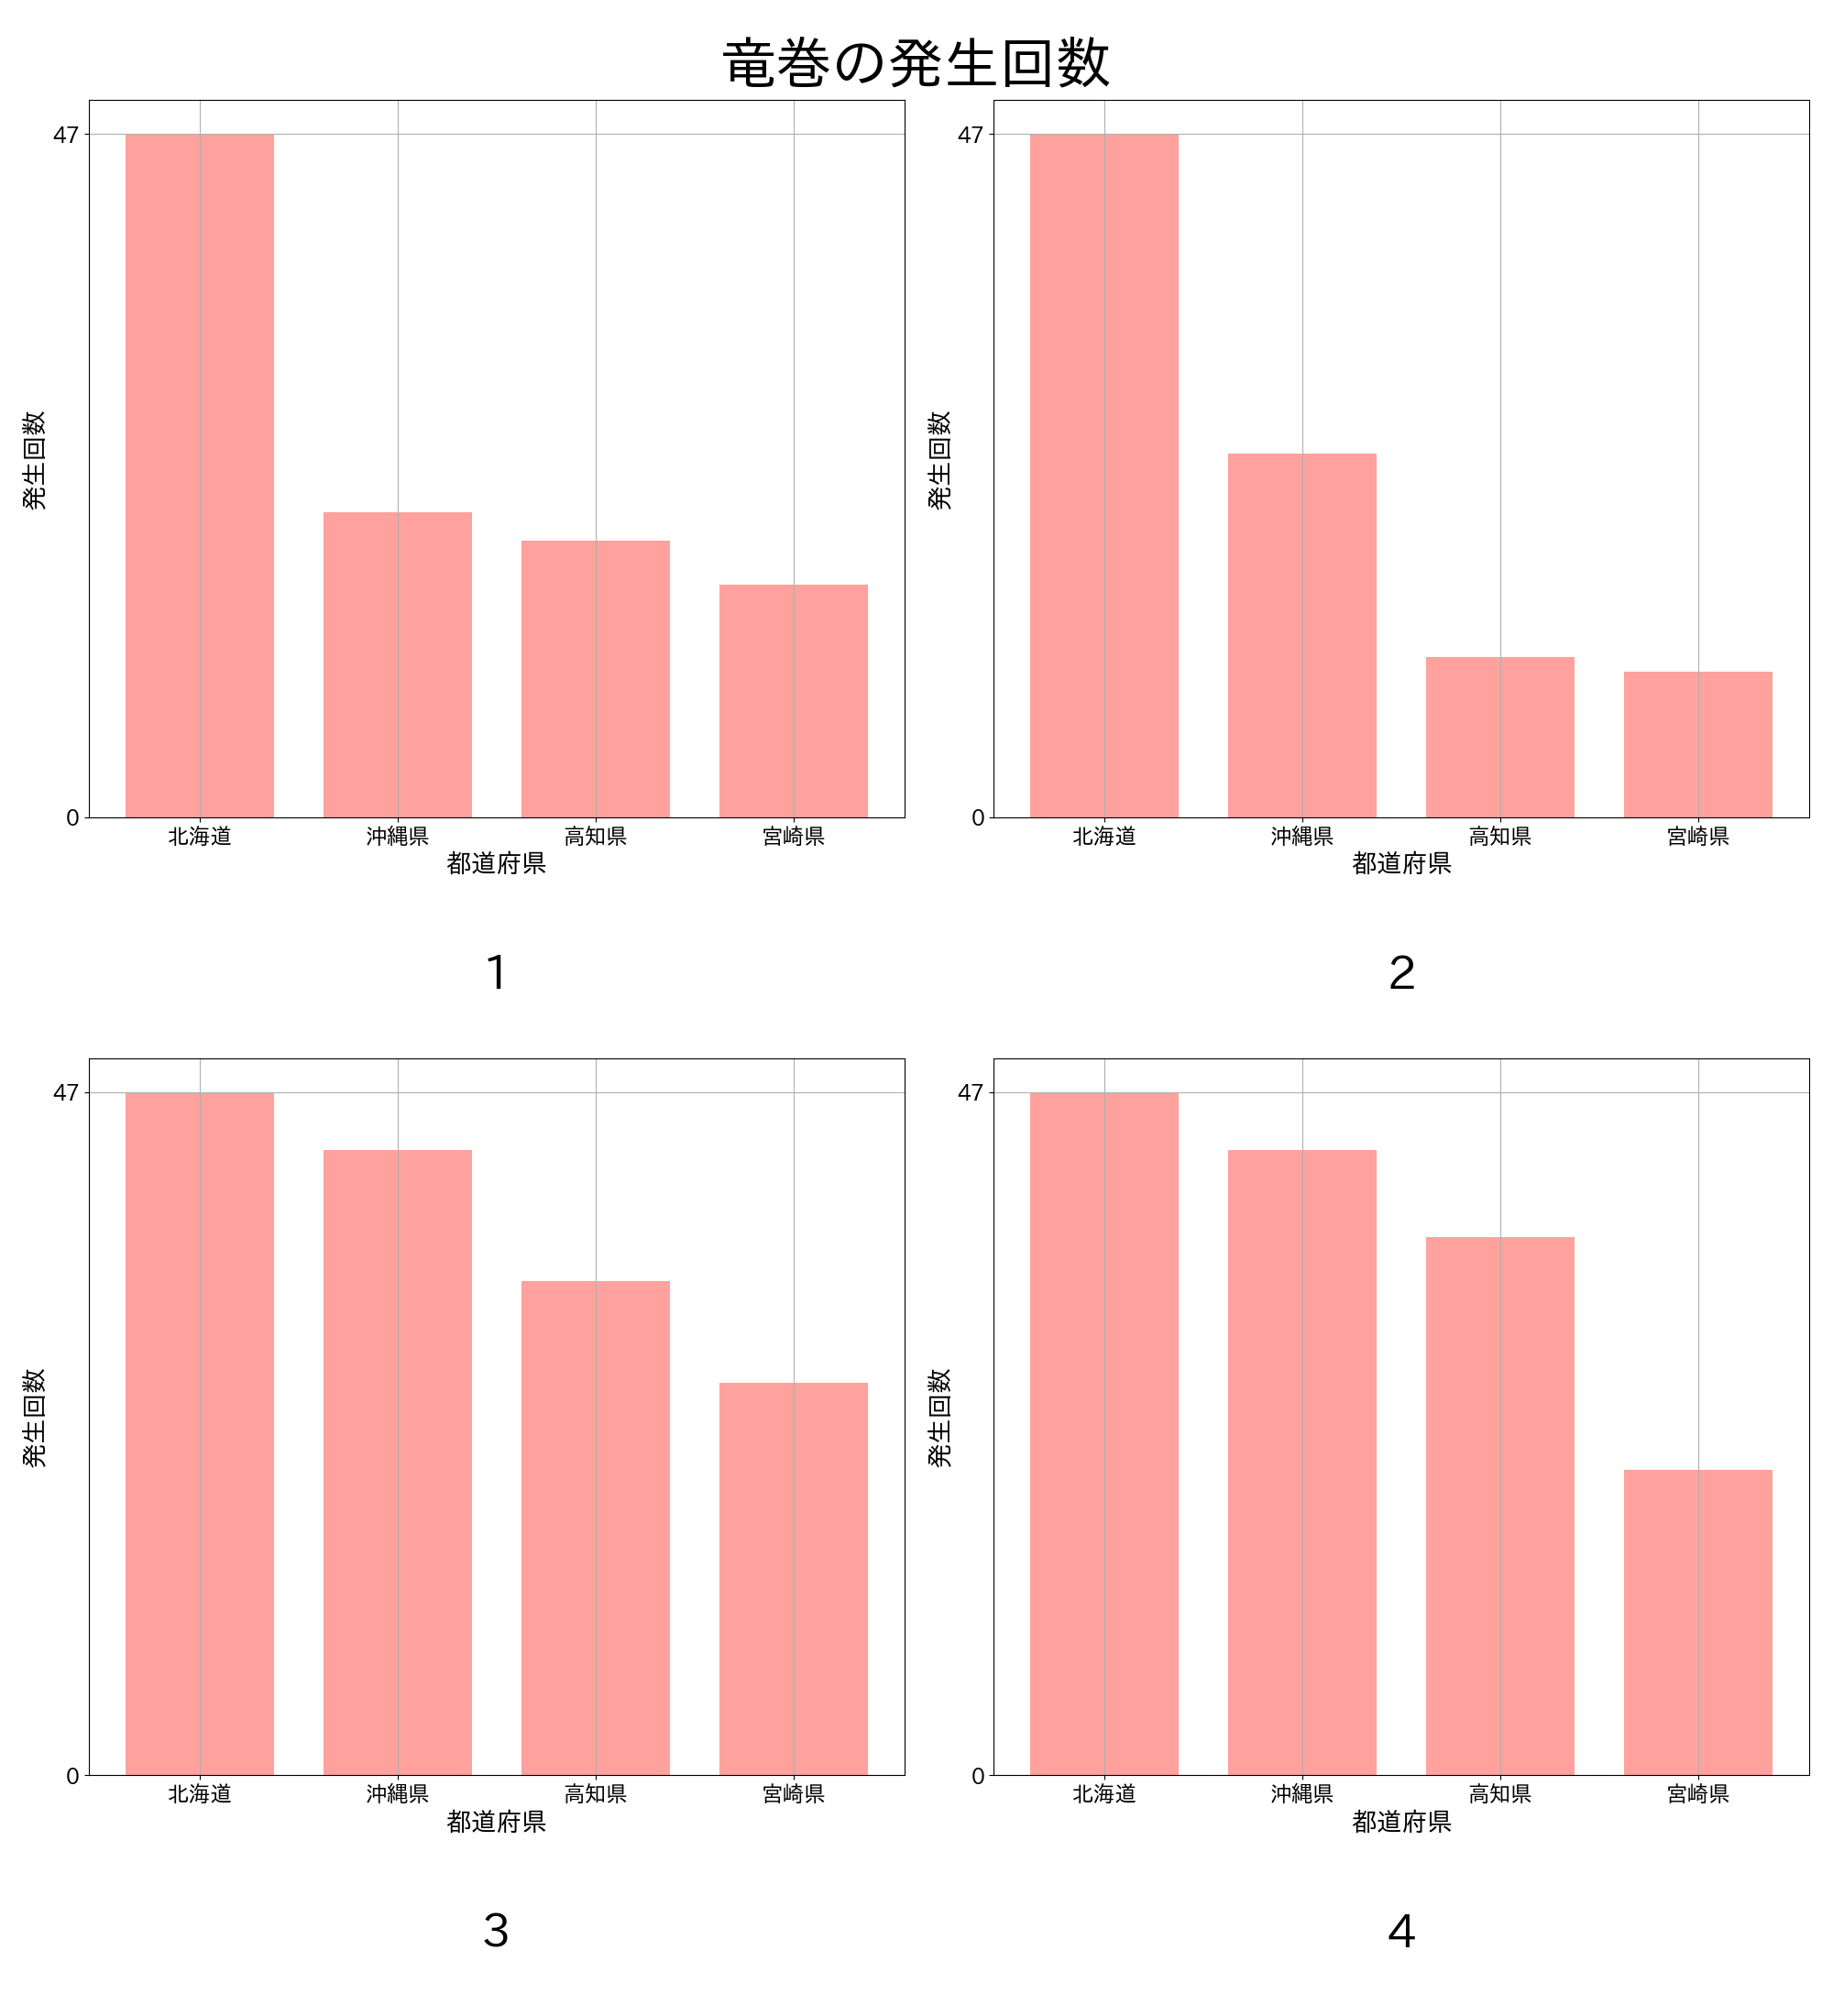 竜巻の発生回数
47
0
発生回数
北海道 沖縄県 高知県 宮崎県
都道府県
1
47
0
発生回数
北海道 沖縄県 高知県 宮崎県
都道府県
2
47
0
発生回数
北海道 沖縄県 高知県 宮崎県
都道府県
3
47
0
発生回数
北海道 沖縄県 高知県 宮崎県
都道府県
4